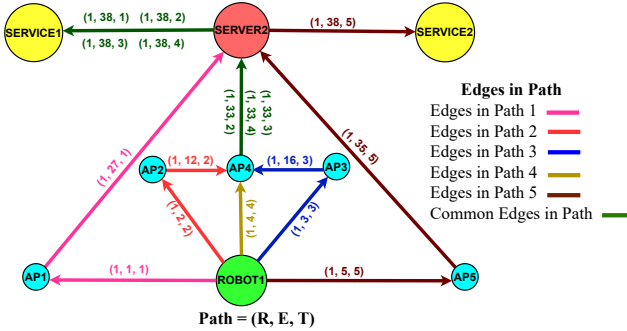 (1, 38, 1) (1, 38, 2)
(1, 38, 5)
SERVICE1
SERVER2
SERVICE2
(1, 38, 3) (1, 38, 4)
Edges in Path
Edges in Path 1
Edges in Path 2
Edges in Path 3
Edges in Path 4
Edges in Path 5
Common Edges in Path
(1, 27, 1)
(1, 33, 2)
(1, 33, 4)
(1, 33, 3)
(1, 35, 5)
AP2
(1, 12, 2)
AP4
(1, 16, 3)
AP3
(1, 2, 2)
(1, 4, 4)
(1, 3, 3)
AP1
(1, 1, 1)
ROBOT1
(1, 5, 5)
AP5
Path = (R, E, T)